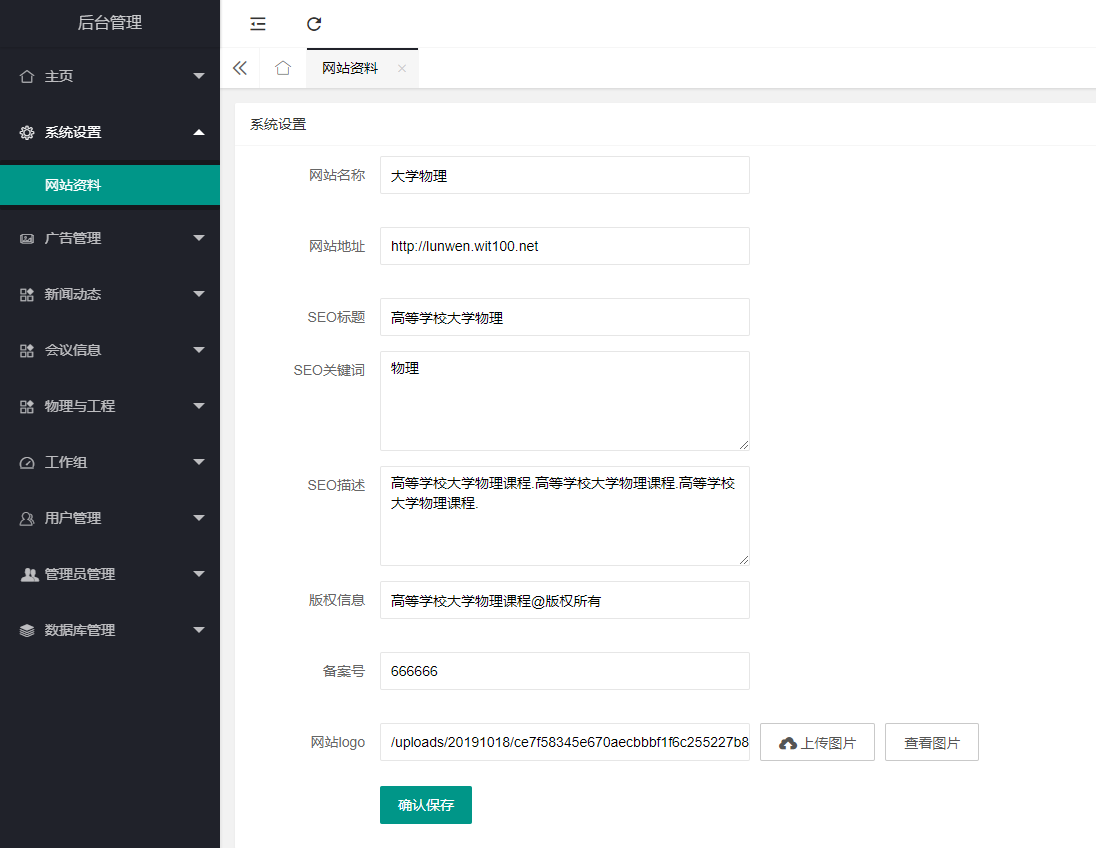 后台管理
主页
系统设置
网站资料
广告管理
新闻动态
会议信息
物理与工程
工作组
用户管理
管理员管理
数据库管理
网站资料
系统设置
网站名称 大学物理
网站地址 http://lunwen.wit100.net
SEO标题 高等学校大学物理
SEO关键词 物理
SEO描述 高等学校大学物理课程.高等学校大学物理课程.高等学校
大学物理课程.
版权信息 高等学校大学物理课程@版权所有
备案号 666666
网站logo /uploads/20191018/ce7f58345e670aecbbbf1f6c255227b8 上传图片 查看图片
确认保存